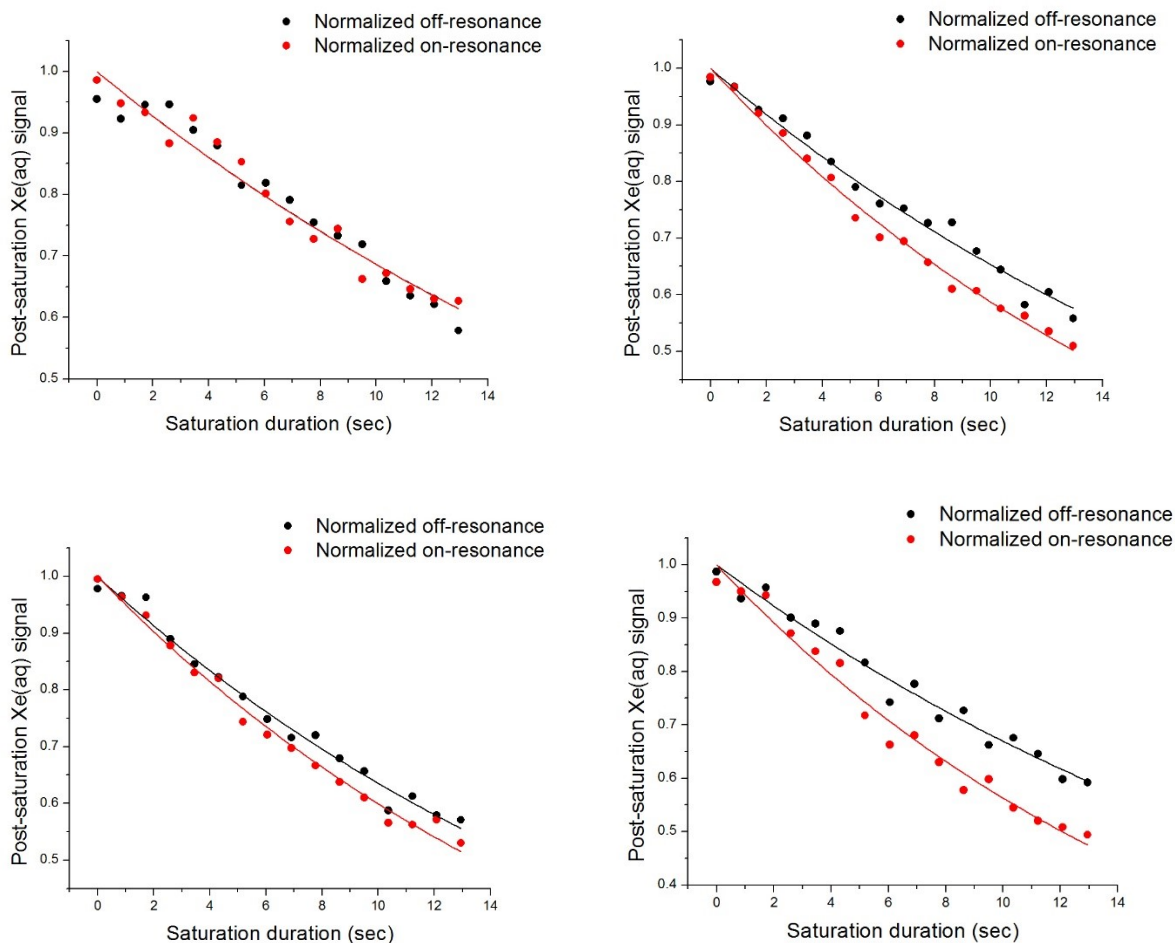 Normalized off-resonance
Normalized on-resonance
Post-saturation Xe(aq) signal
1.0
0.9
0.8
0.7
0.6
0.5
0 2 4 6 8 10 12 14
Saturation duration (sec)
Normalized off-resonance
Normalized on-resonance
Post-saturation Xe(aq) signal
1.0
0.9
0.8
0.7
0.6
0.5
0 2 4 6 8 10 12 14
Saturation duration (sec)
Normalized off-resonance
Normalized on-resonance
Post-saturation Xe(aq) signal
1.0
0.9
0.8
0.7
0.6
0.5
0 2 4 6 8 10 12 14
Saturation duration (sec)
Normalized off-resonance
Normalized on-resonance
Post-saturation Xe(aq) signal
1.0
0.9
0.8
0.7
0.6
0.5
0.4
0 2 4 6 8 10 12 14
Saturation duration (sec)